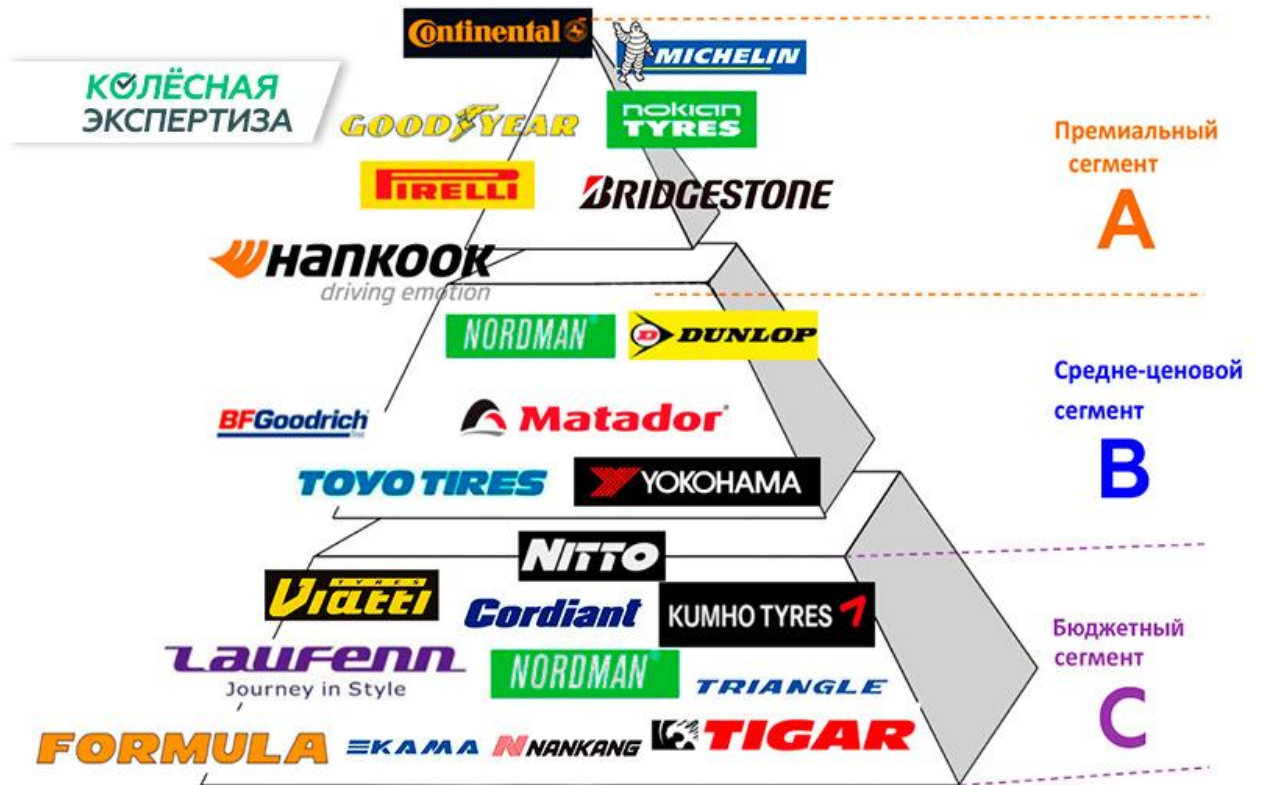 Continental
MICHELIN
КОЛЁСНАЯ
ЭКСПЕРТИЗА
GOODYEAR
nokian
TYRES
Премиальный
сегмент
A
PIRELLI
BRIDGESTONE
HANKOOK
driving emotion
NORDMAN
DUNLOP
Средне-ценовой
сегмент
B
BFGoodrich
Matador
TOYO TIRES
YOKOHAMA
NITTO
TYRES
Viatti
Cordiant
KUMHO TYRES
Бюджетный
сегмент
C
LAUFENN
Journey in Style
NORDMAN
TRIANGLE
FORMULA
KAMA
NANKANG
TIGAR